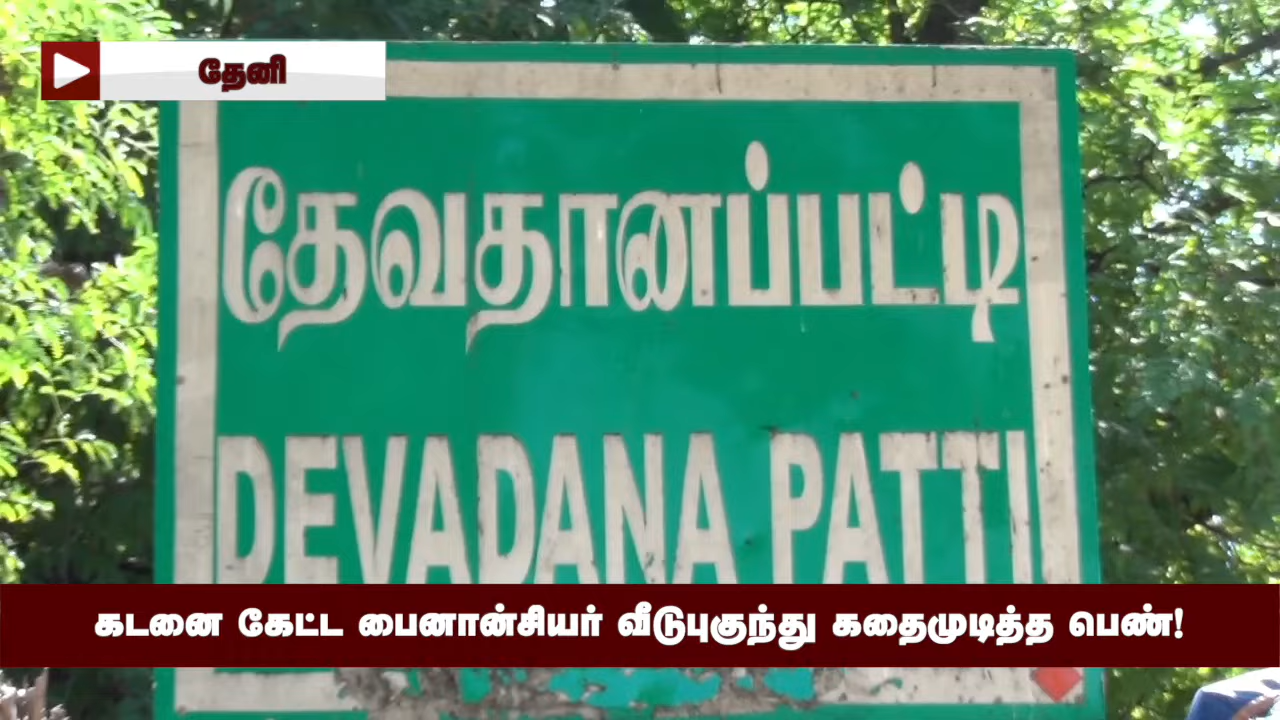 தேனி
தேவதானப்பட்டி
DEVADANA PATTI
கடனை கேட்ட பைனான்சியர் வீடுபுகுந்து கதைமுடித்த பெண்!